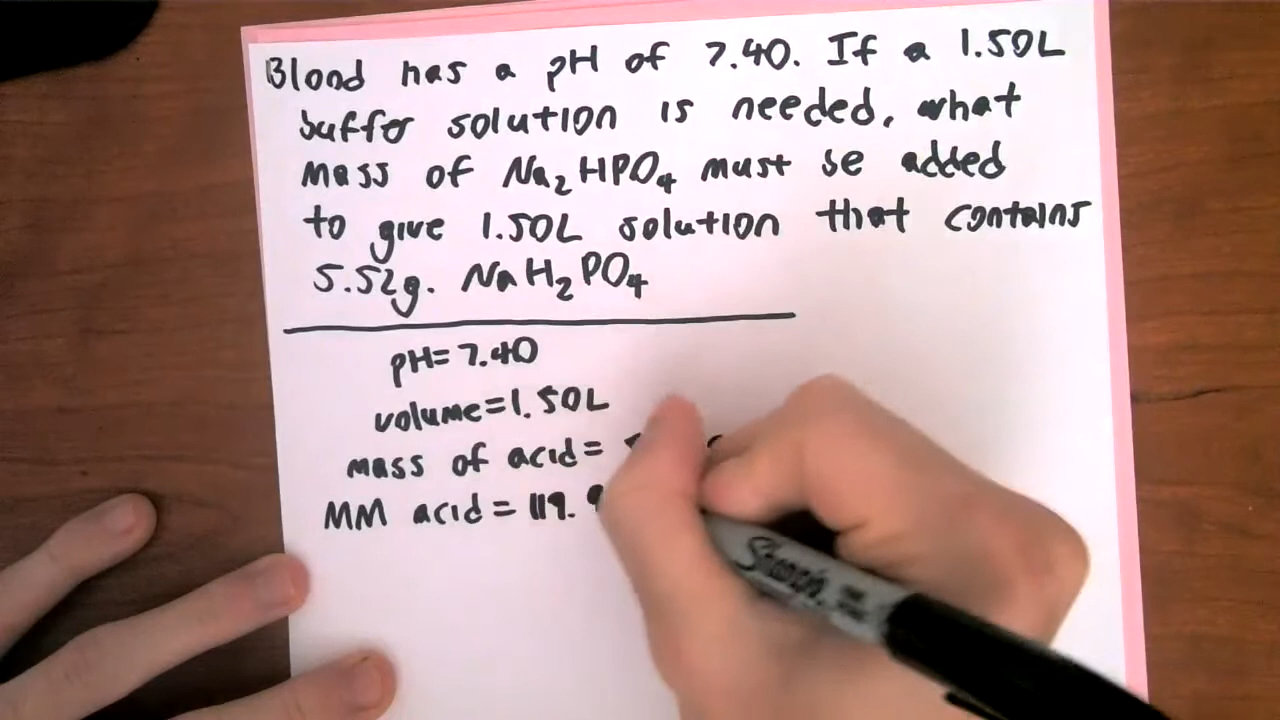 Blood has a pH of 7.40. If a 1.50L
buffer solution is needed, what
mass of Na₂HPO₄ must be added
to give 1.50L solution that contains
5.52g. NaH₂PO₄
pH=7.40
volume=1.50L
mass of acid=
MM acid=119.9
Sharpie